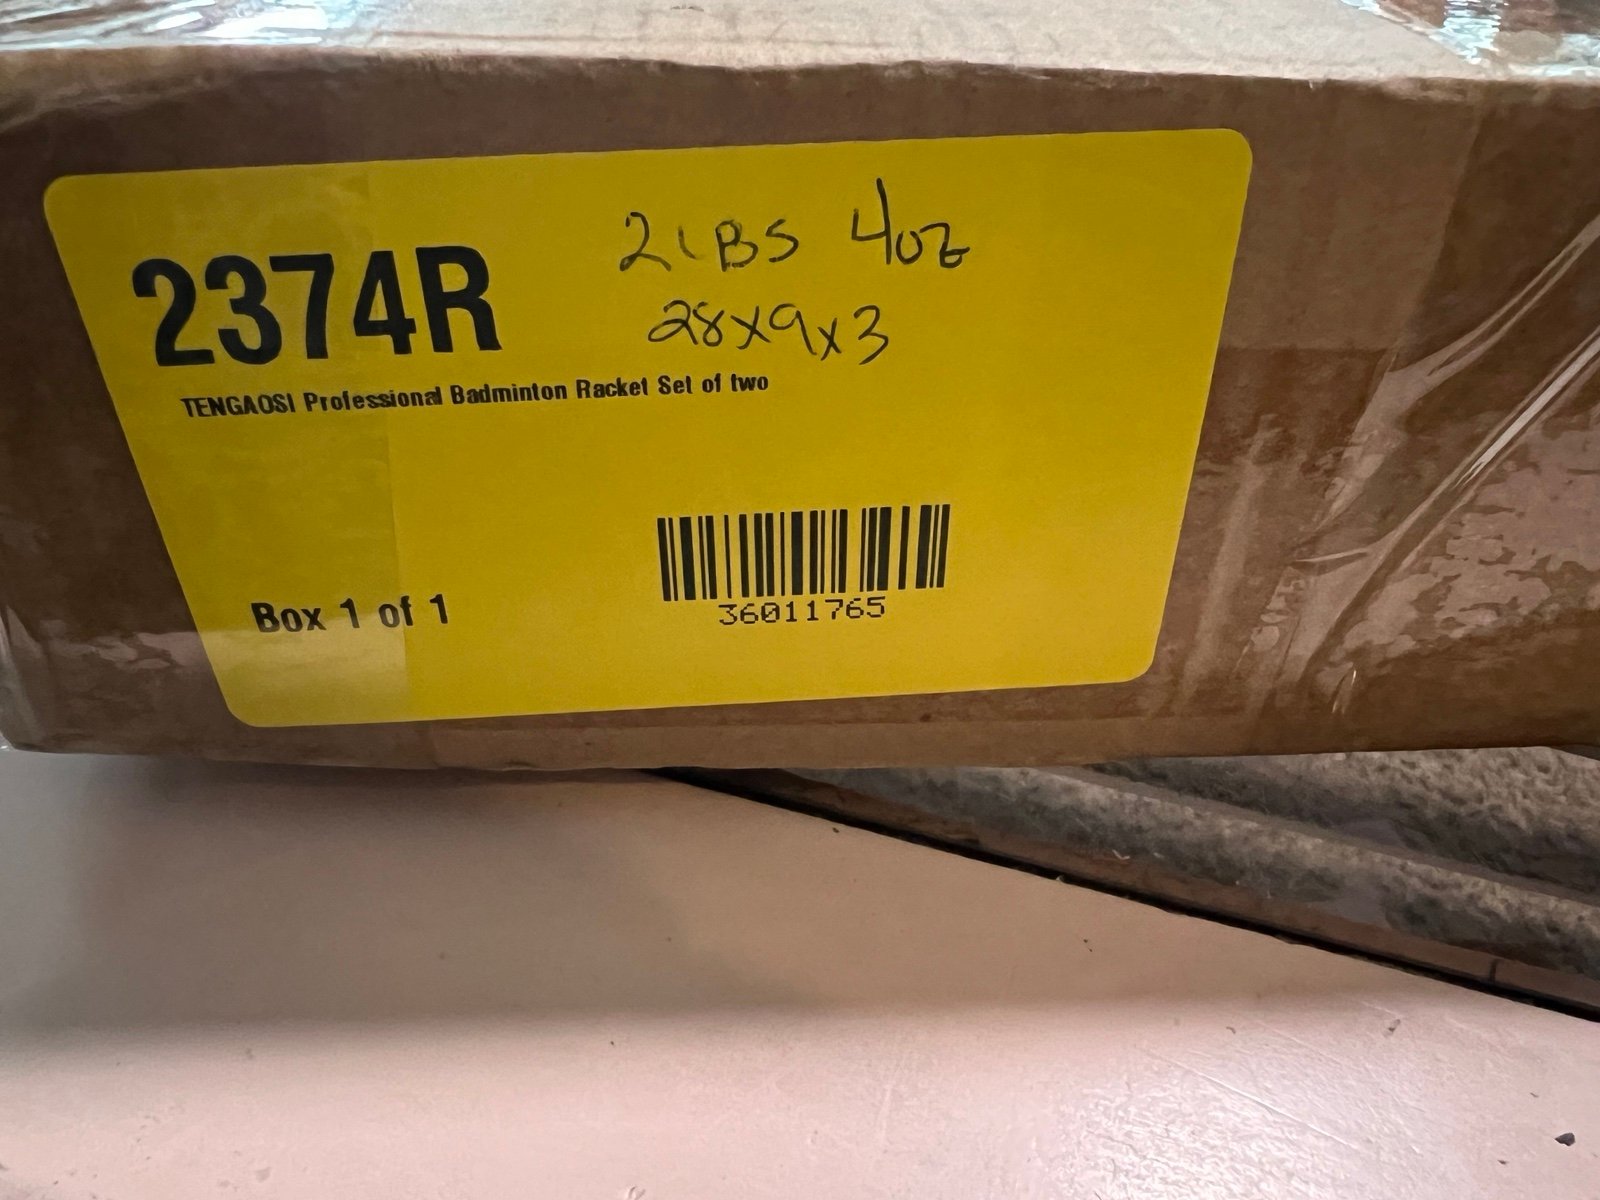 2LBS 4oz
2374R
28x9x3
TENGAOSI Professional Badminton Racket Set of two
36011765
Box 1 of 1